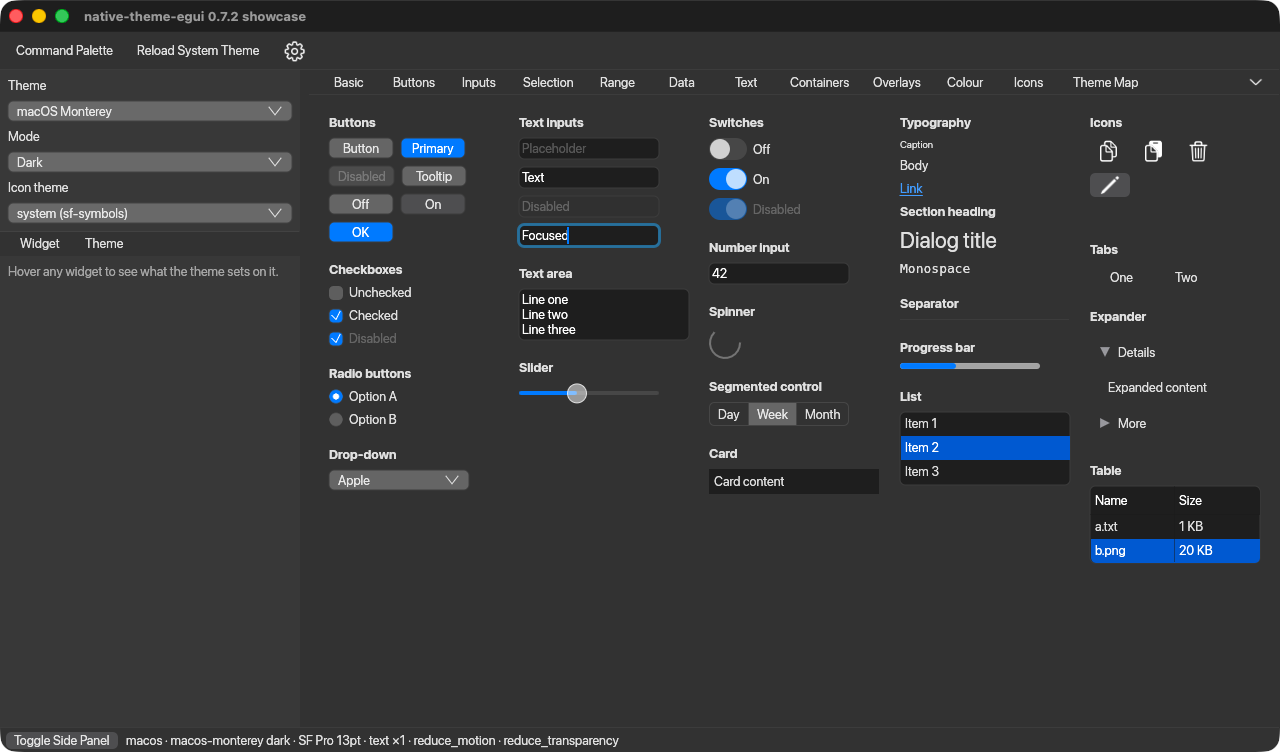 native-theme-egui 0.7.2 showcase
Command Palette Reload System Theme
Theme
macOS Monterey
Mode
Dark
Icon theme
system (sf-symbols)
Widget Theme
Hover any widget to see what the theme sets on it.
Basic Buttons Inputs Selection Range Data Text Containers Overlays Colour Icons Theme Map
Buttons
Button Primary
Disabled Tooltip
Off On
OK
Checkboxes
Unchecked
Checked
Disabled
Radio buttons
Option A
Option B
Drop-down
Apple
Text inputs
Placeholder
Text
Disabled
Focused
Text area
Line one
Line two
Line three
Slider
Switches
Off
On
Disabled
Number input
42
Spinner
Segmented control
Day Week Month
Card
Card content
Typography
Caption
Body
Link
Section heading
Dialog title
Monospace
Separator
Progress bar
List
Item 1
Item 2
Item 3
Icons
Tabs
One Two
Expander
Details
Expanded content
More
Table
Name Size
a.txt 1 KB
b.png 20 KB
Toggle Side Panel macos · macos-monterey dark · SF Pro 13pt · text ×1 · reduce_motion · reduce_transparency